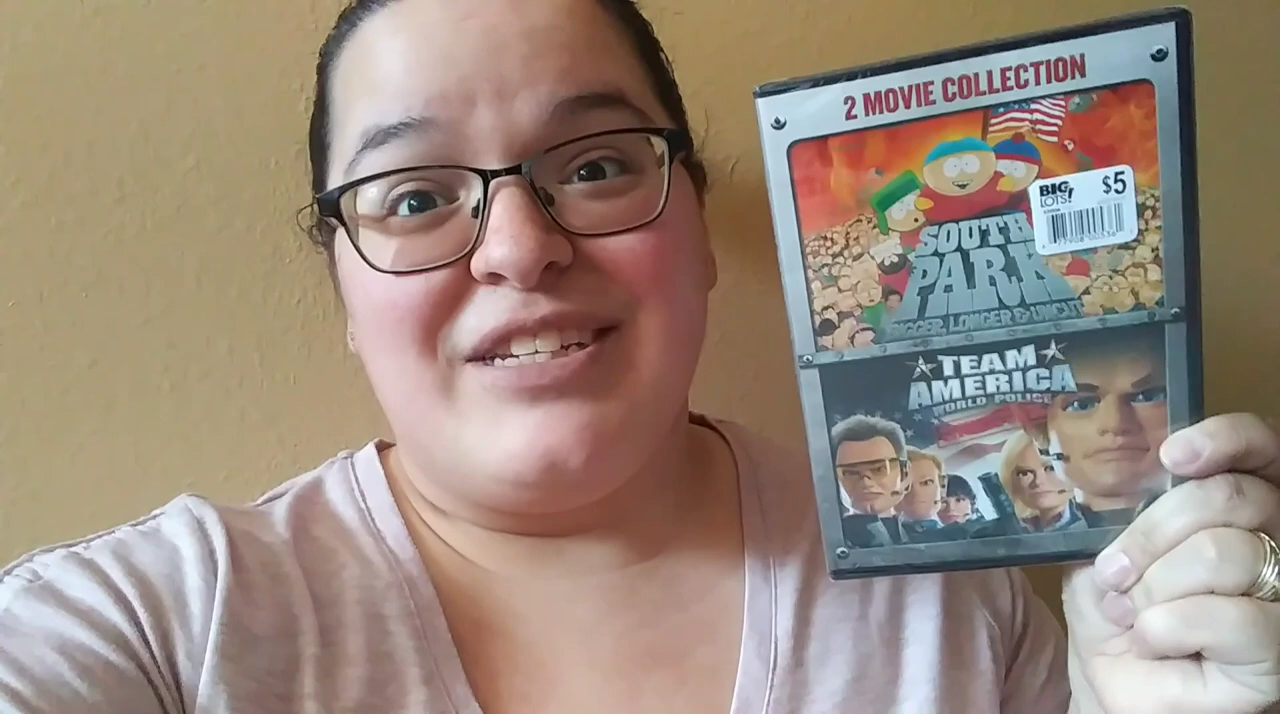 2 MOVIE COLLECTION
BIG LOTS!
$5
SOUTH
PARK
BIGGER, LONGER & UNCUT
TEAM
AMERICA
WORLD POLICE